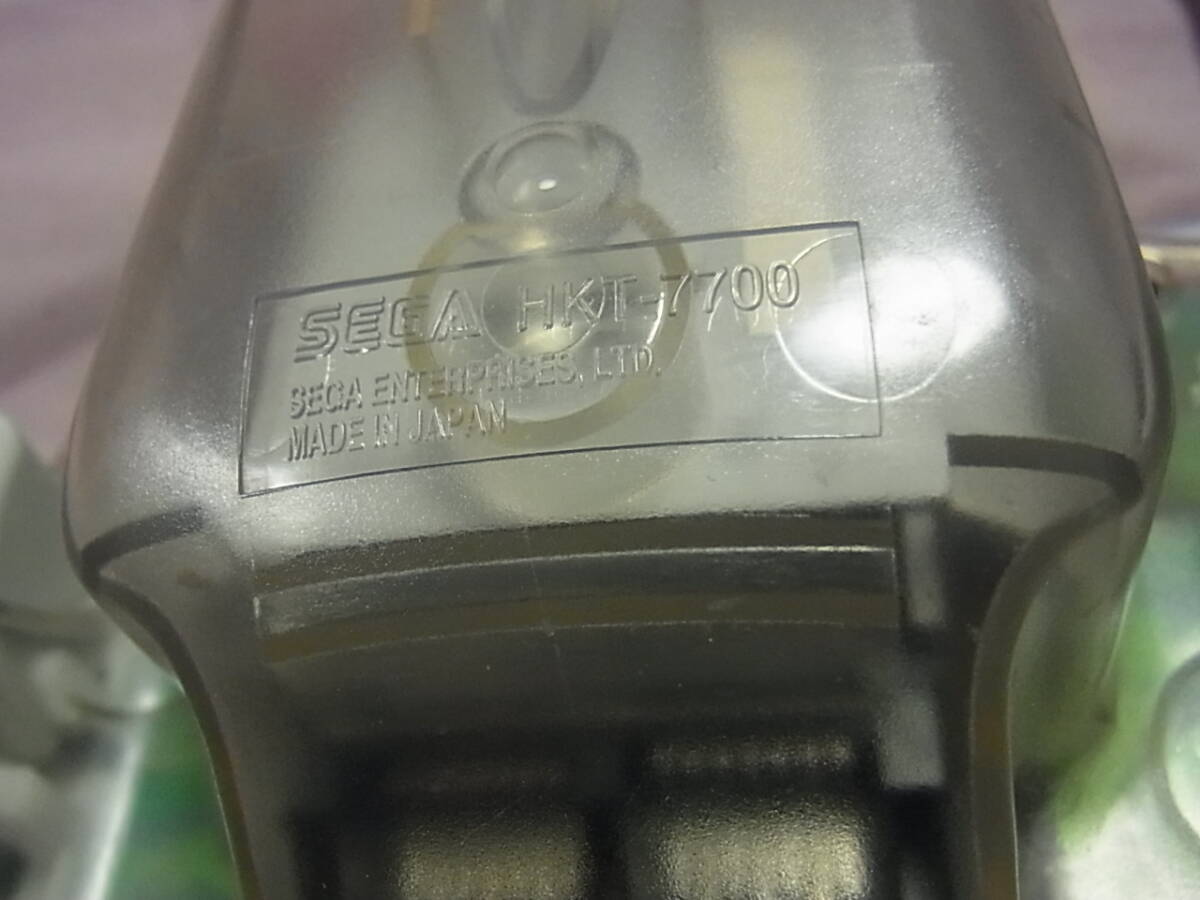 SEGA HKT-7700
SEGA ENTERPRISES, LTD.
MADE IN JAPAN